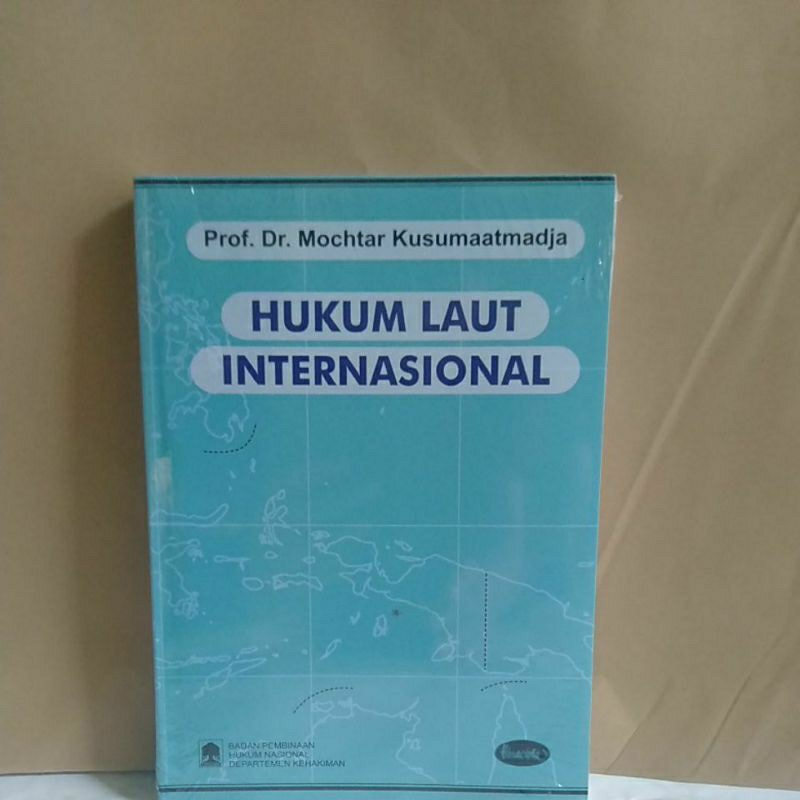 Prof. Dr. Mochtar Kusumaatmadja
HUKUM LAUT
INTERNASIONAL
BADAN PEMBINAAN
HUKUM NASIONAL
DEPARTEMEN KEHAKIMAN